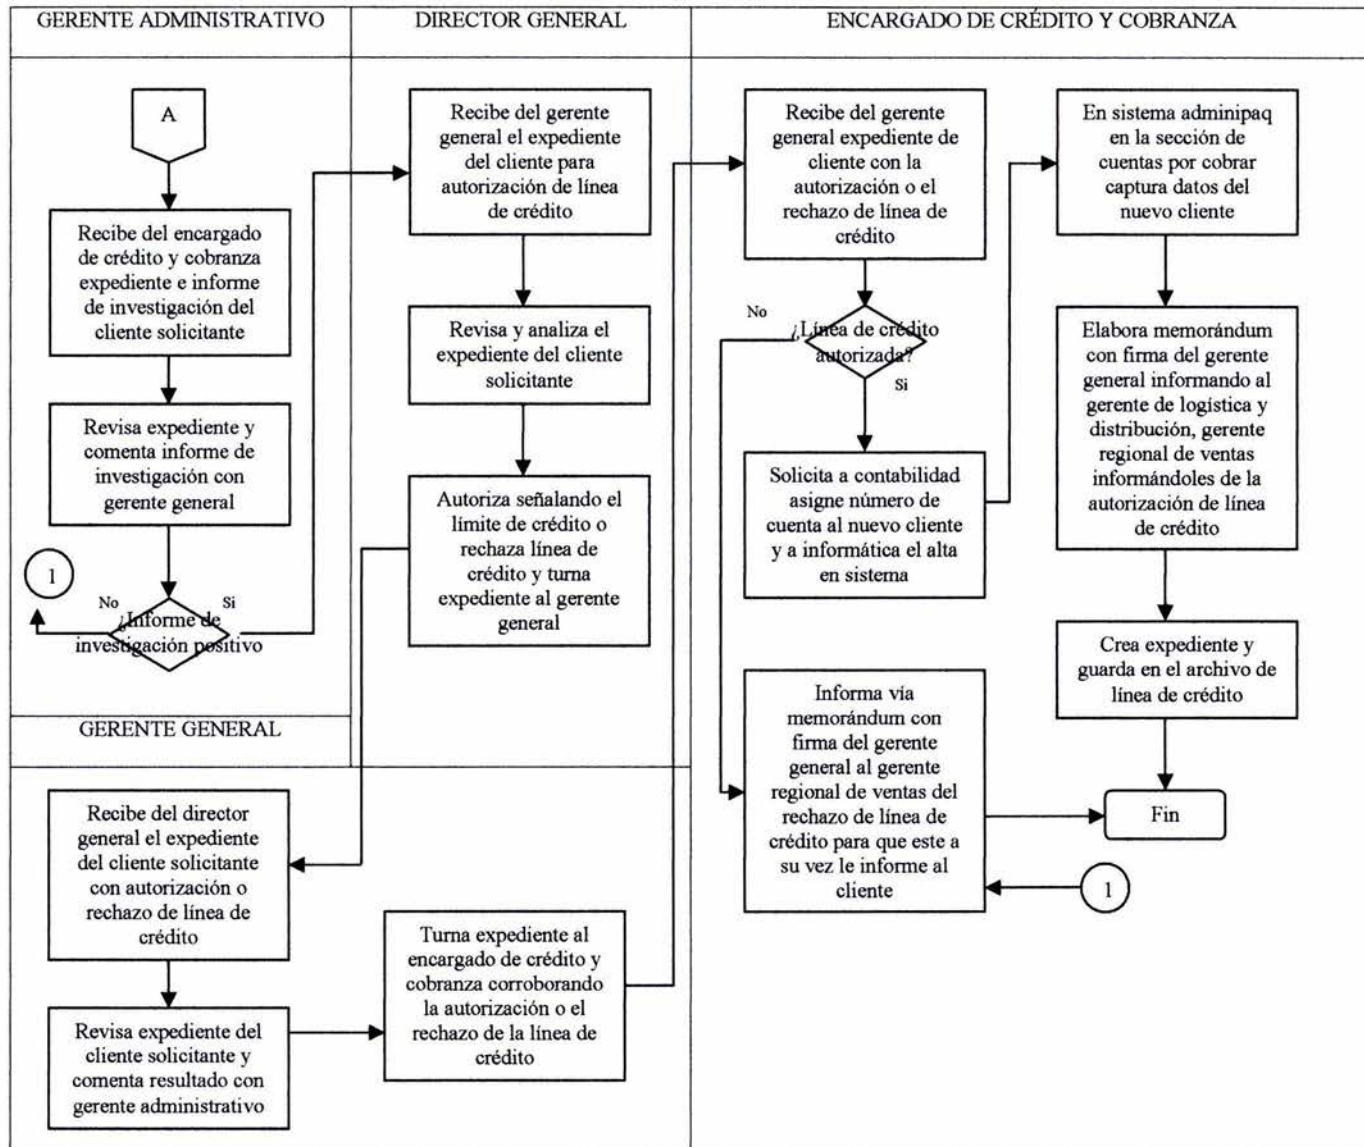 GERENTE ADMINISTRATIVO
DIRECTOR GENERAL
ENCARGADO DE CRÉDITO Y COBRANZA
A
Recibe del encargado
de crédito y cobranza
expediente e informe
de investigación del
cliente solicitante
Revisa expediente y
comenta informe de
investigación con
gerente general
1
No
Si
¿Informe de
investigación positivo
Recibe del gerente
general el expediente
del cliente para
autorización de línea
de crédito
Revisa y analiza el
expediente del cliente
solicitante
Autoriza señalando el
límite de crédito o
rechaza línea de
crédito y turna
expediente al gerente
general
GERENTE GENERAL
Recibe del director
general el expediente
del cliente solicitante
con autorización o
rechazo de línea de
crédito
Revisa expediente del
cliente solicitante y
comenta resultado con
gerente administrativo
Turna expediente al
encargado de crédito y
cobranza corroborando
la autorización o el
rechazo de la línea de
crédito
Recibe del gerente
general expediente de
cliente con la
autorización o el
rechazo de línea de
crédito
No
¿Línea de crédito
autorizada?
Si
Solicita a contabilidad
asigne número de
cuenta al nuevo cliente
y a informática el alta
en sistema
Informa vía
memorándum con
firma del gerente
general al gerente
regional de ventas del
rechazo de línea de
crédito para que este a
su vez le informe al
cliente
En sistema adminipaq
en la sección de
cuentas por cobrar
captura datos del
nuevo cliente
Elabora memorándum
con firma del gerente
general informando al
gerente de logística y
distribución, gerente
regional de ventas
informándoles de la
autorización de línea
de crédito
Crea expediente y
guarda en el archivo de
línea de crédito
Fin
1